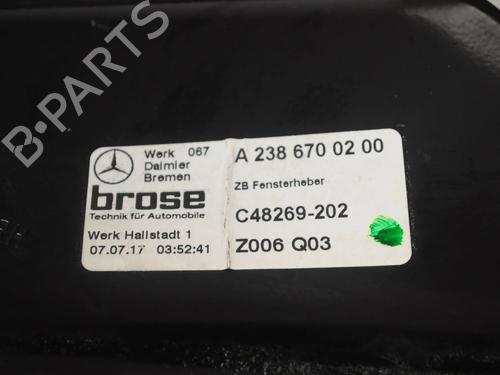 Werk 067
Daimler
Bremen
brose
Technik für Automobile
Werk Hallstadt 1
07.07.17 03:52:41
A 238 670 02 00
ZB Fensterheber
C48269-202
Z006 Q03
B-PARTS